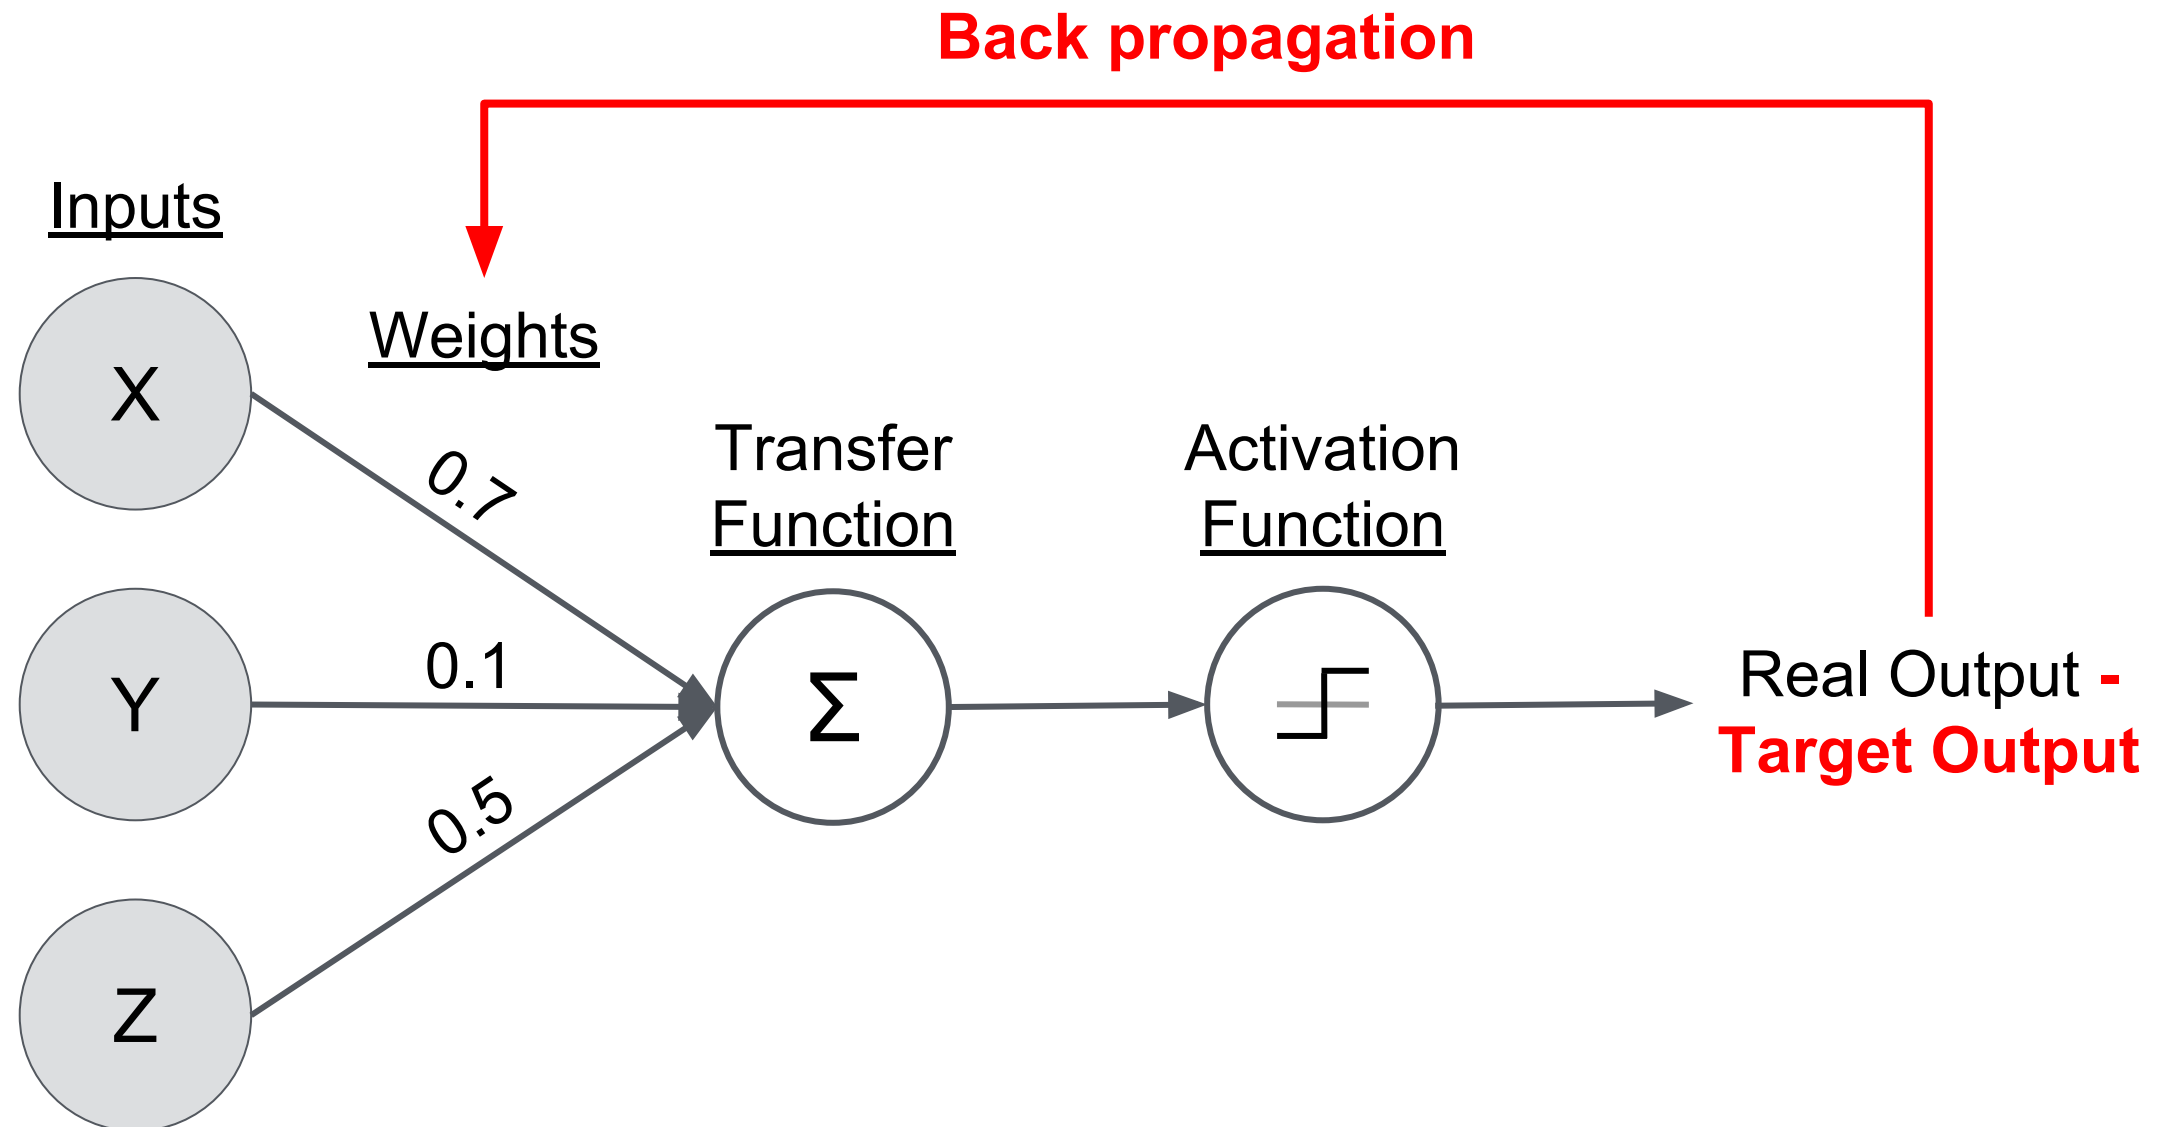 Back propagation
Inputs
Weights
X
0.7
Transfer
Function
Activation
Function
Y
0.1
Σ
Real Output -
Target Output
0.5
Z